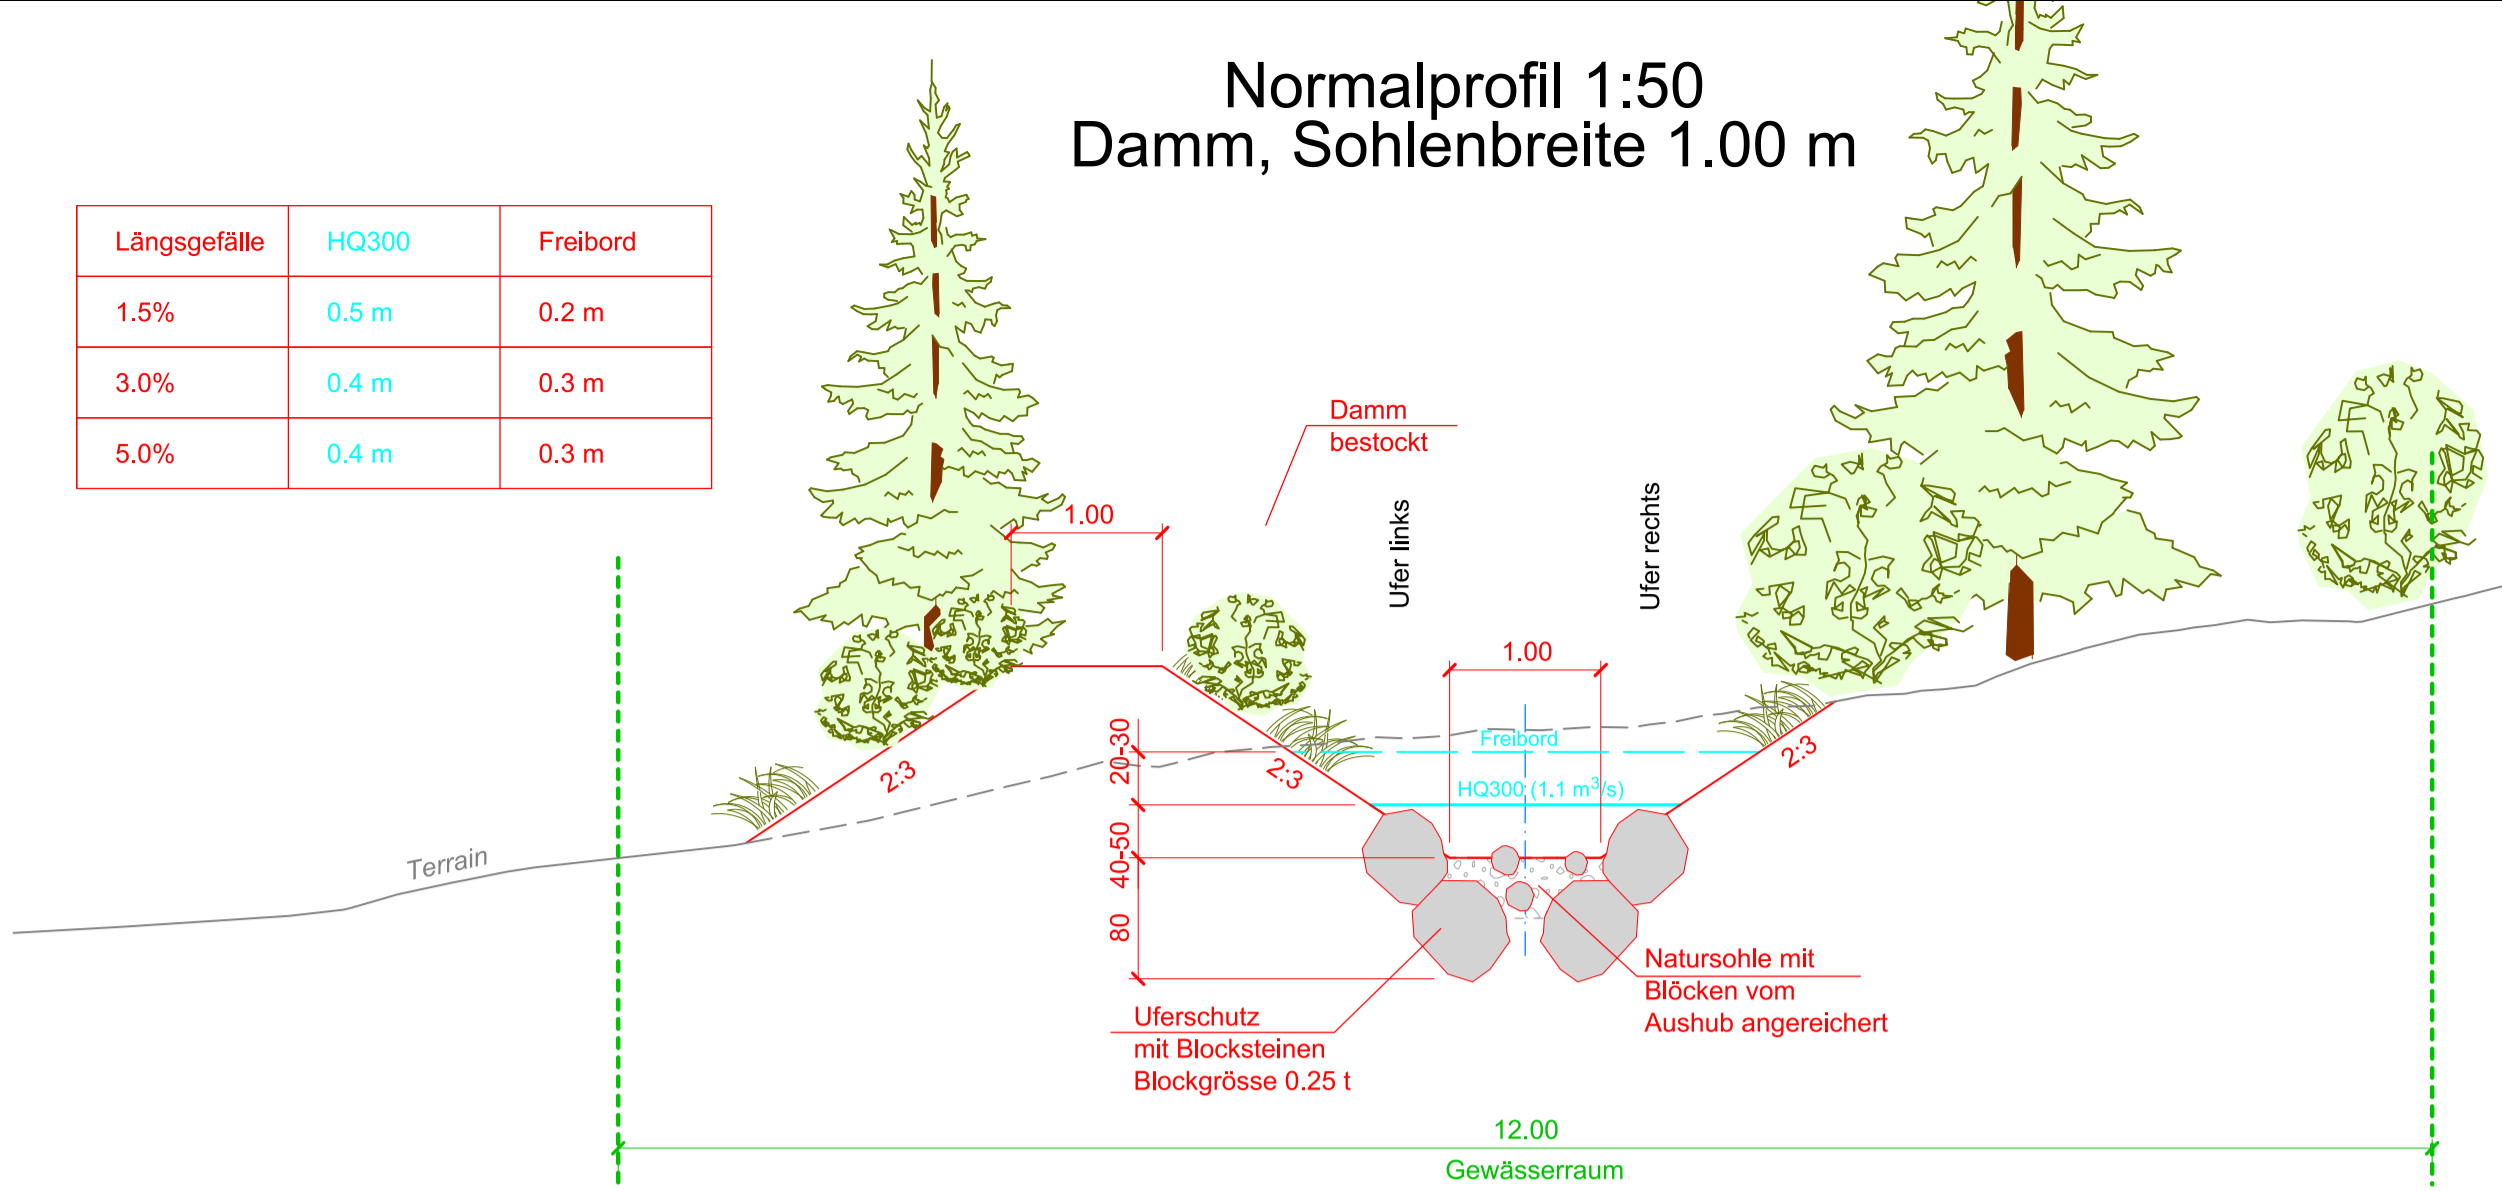 Normalprofil 1:50
Damm, Sohlenbreite 1.00 m
Längsgefälle HQ300 Freibord
1.5% 0.5 m 0.2 m
3.0% 0.4 m 0.3 m
5.0% 0.4 m 0.3 m
Damm
bestockt
Ufer links
Ufer rechts
1.00
1.00
Freibord
HQ300 (1.1 m³/s)
2:3
2:3
2:3
20-30
40-50
80
Terrain
Natursohle mit
Blöcken vom
Aushub angereichert
Uferschutz
mit Blocksteinen
Blockgrösse 0.25 t
12.00
Gewässerraum